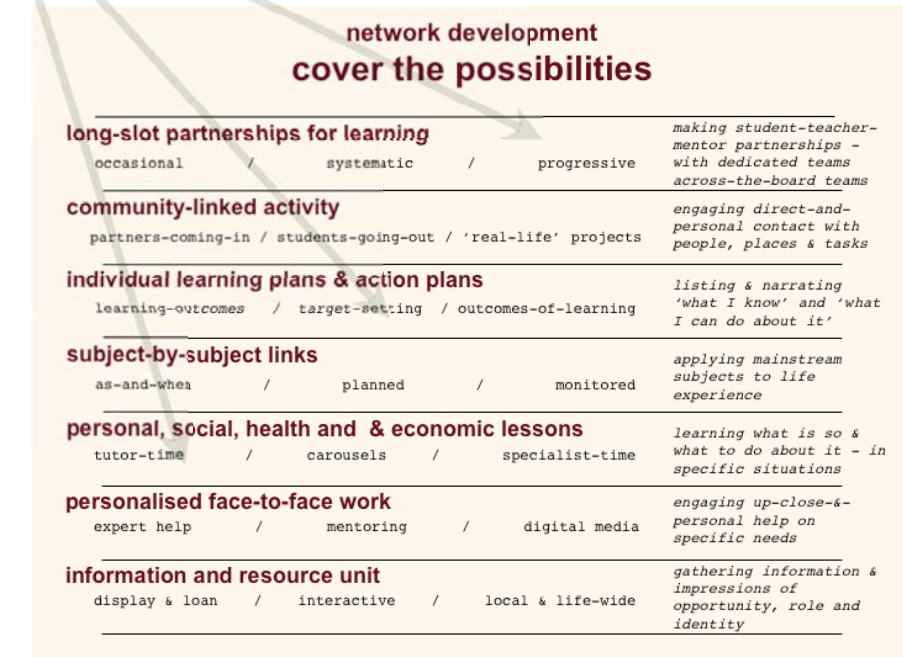 network development
cover the possibilities
long-slot partnerships for learning
occasional / systematic / progressive
making student-teacher-
mentor partnerships -
with dedicated teams
across-the-board teams
community-linked activity
partners-coming-in / students-going-out / ‘real-life’ projects
engaging direct-and-
personal contact with
people, places & tasks
individual learning plans & action plans
learning-outcomes / target-setting / outcomes-of-learning
listing & narrating
‘what I know’ and ‘what
I can do about it’
subject-by-subject links
as-and-when / planned / monitored
applying mainstream
subjects to life
experience
personal, social, health and & economic lessons
tutor-time / carousels / specialist-time
learning what is so &
what to do about it - in
specific situations
personalised face-to-face work
expert help / mentoring / digital media
engaging up-close-&-
personal help on
specific needs
information and resource unit
display & loan / interactive / local & life-wide
gathering information &
impressions of
opportunity, role and
identity